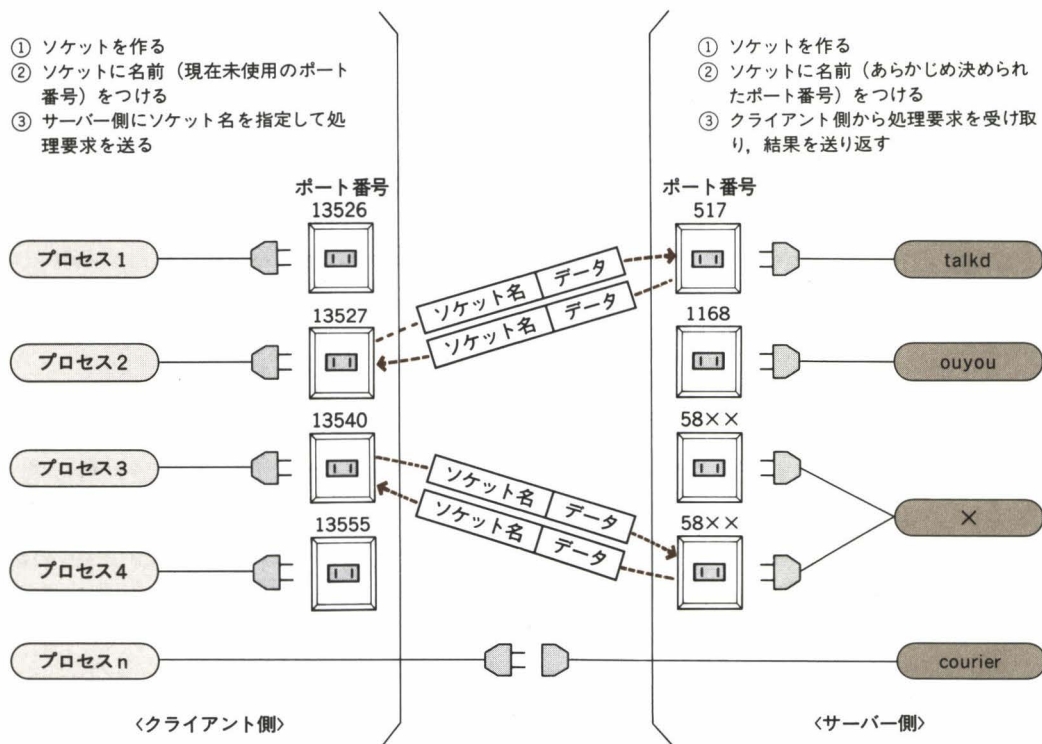 ① ソケットを作る
② ソケットに名前（現在未使用のポート
番号）をつける
③ サーバー側にソケット名を指定して処
理要求を送る
① ソケットを作る
② ソケットに名前（あらかじめ決められ
たポート番号）をつける
③ クライアント側から処理要求を受け取
り，結果を送り返す
ポート番号
13526
プロセス1
13527
プロセス2
13540
プロセス3
13555
プロセス4
プロセスn
〈クライアント側〉
ソケット名 データ
ソケット名 データ
ソケット名 データ
ソケット名 データ
ポート番号
517
talkd
1168
ouyou
58××
58××
×
courier
〈サーバー側〉